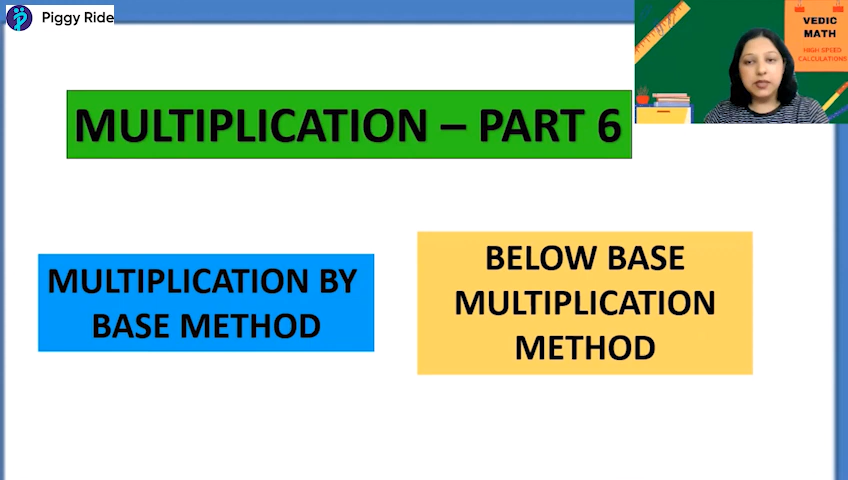 Piggy Ride
VEDIC
MATH
HIGH SPEED
CALCULATIONS
MULTIPLICATION – PART 6
MULTIPLICATION BY
BASE METHOD
BELOW BASE
MULTIPLICATION
METHOD